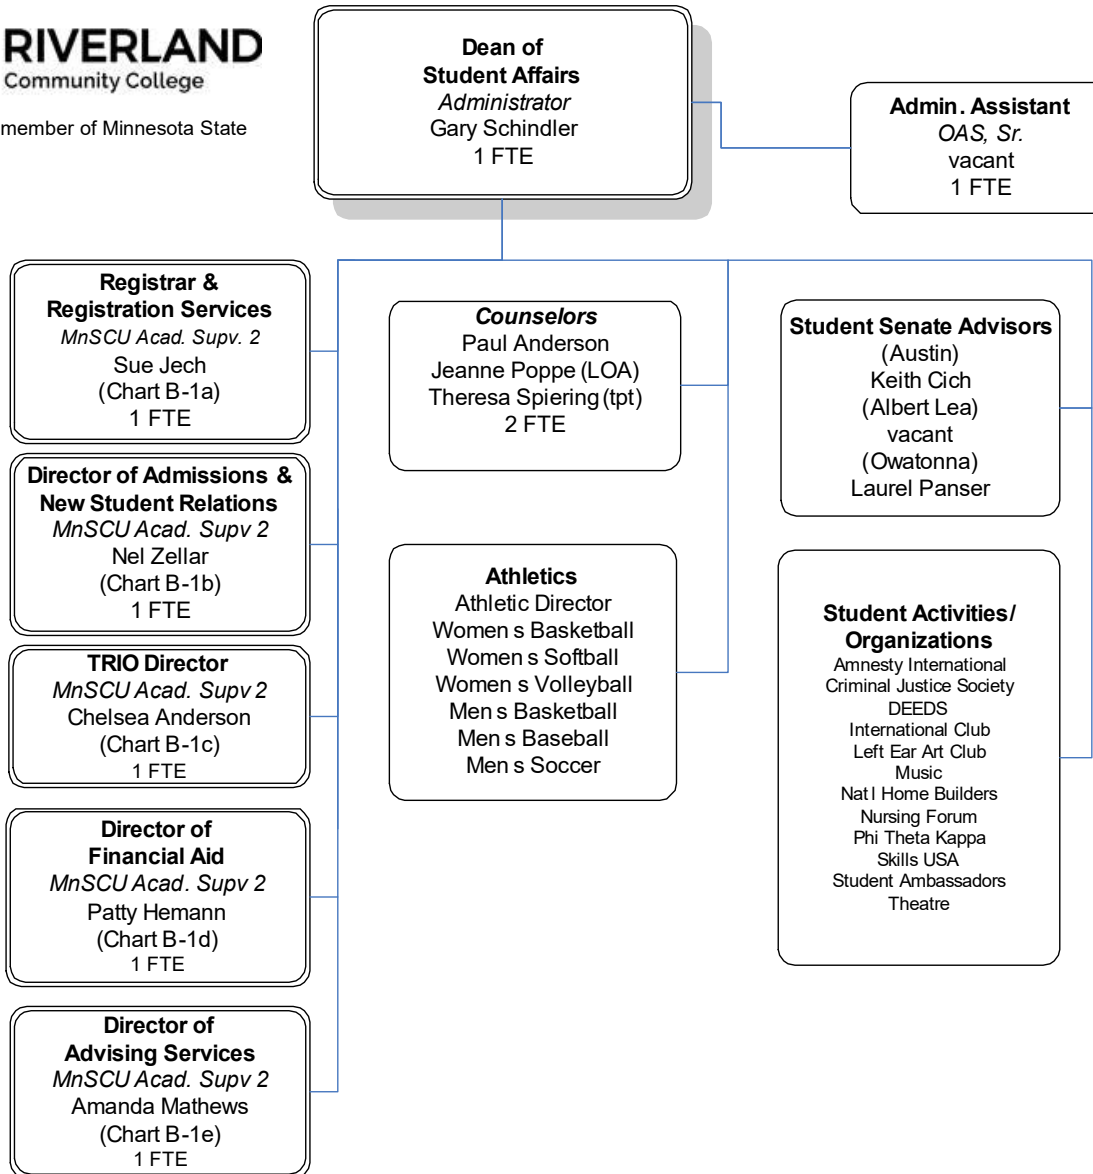 RIVERLAND
Community College
member of Minnesota State
Dean of
Student Affairs
Administrator
Gary Schindler
1 FTE
Admin. Assistant
OAS, Sr.
vacant
1 FTE
Registrar &
Registration Services
MnSCU Acad. Supv. 2
Sue Jech
(Chart B-1a)
1 FTE
Director of Admissions &
New Student Relations
MnSCU Acad. Supv 2
Nel Zellar
(Chart B-1b)
1 FTE
TRIO Director
MnSCU Acad. Supv 2
Chelsea Anderson
(Chart B-1c)
1 FTE
Director of
Financial Aid
MnSCU Acad. Supv 2
Patty Hemann
(Chart B-1d)
1 FTE
Director of
Advising Services
MnSCU Acad. Supv 2
Amanda Mathews
(Chart B-1e)
1 FTE
Counselors
Paul Anderson
Jeanne Poppe (LOA)
Theresa Spiering (tpt)
2 FTE
Athletics
Athletic Director
Women s Basketball
Women s Softball
Women s Volleyball
Men s Basketball
Men s Baseball
Men s Soccer
Student Senate Advisors
(Austin)
Keith Cich
(Albert Lea)
vacant
(Owatonna)
Laurel Panser
Student Activities/
Organizations
Amnesty International
Criminal Justice Society
DEEDS
International Club
Left Ear Art Club
Music
Nat l Home Builders
Nursing Forum
Phi Theta Kappa
Skills USA
Student Ambassadors
Theatre